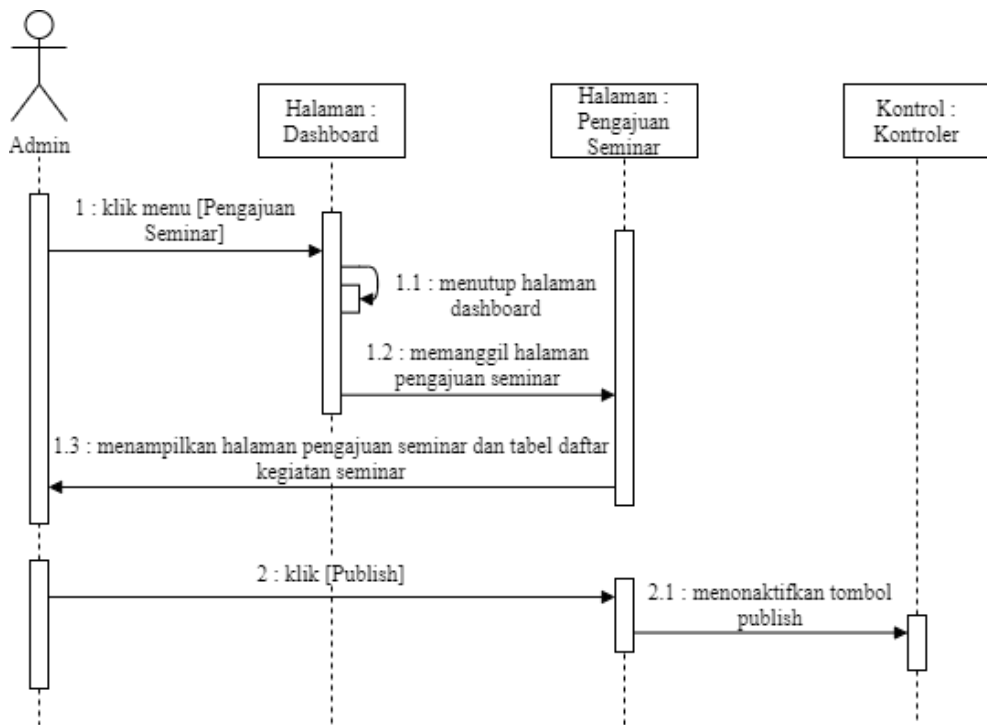 Admin
Halaman :
Dashboard
Halaman :
Pengajuan
Seminar
Kontrol :
Kontroler
1 : klik menu [Pengajuan
Seminar]
1.1 : menutup halaman
dashboard
1.2 : memanggil halaman
pengajuan seminar
1.3 : menampilkan halaman pengajuan seminar dan tabel daftar
kegiatan seminar
2 : klik [Publish]
2.1 : menonaktifkan tombol
publish